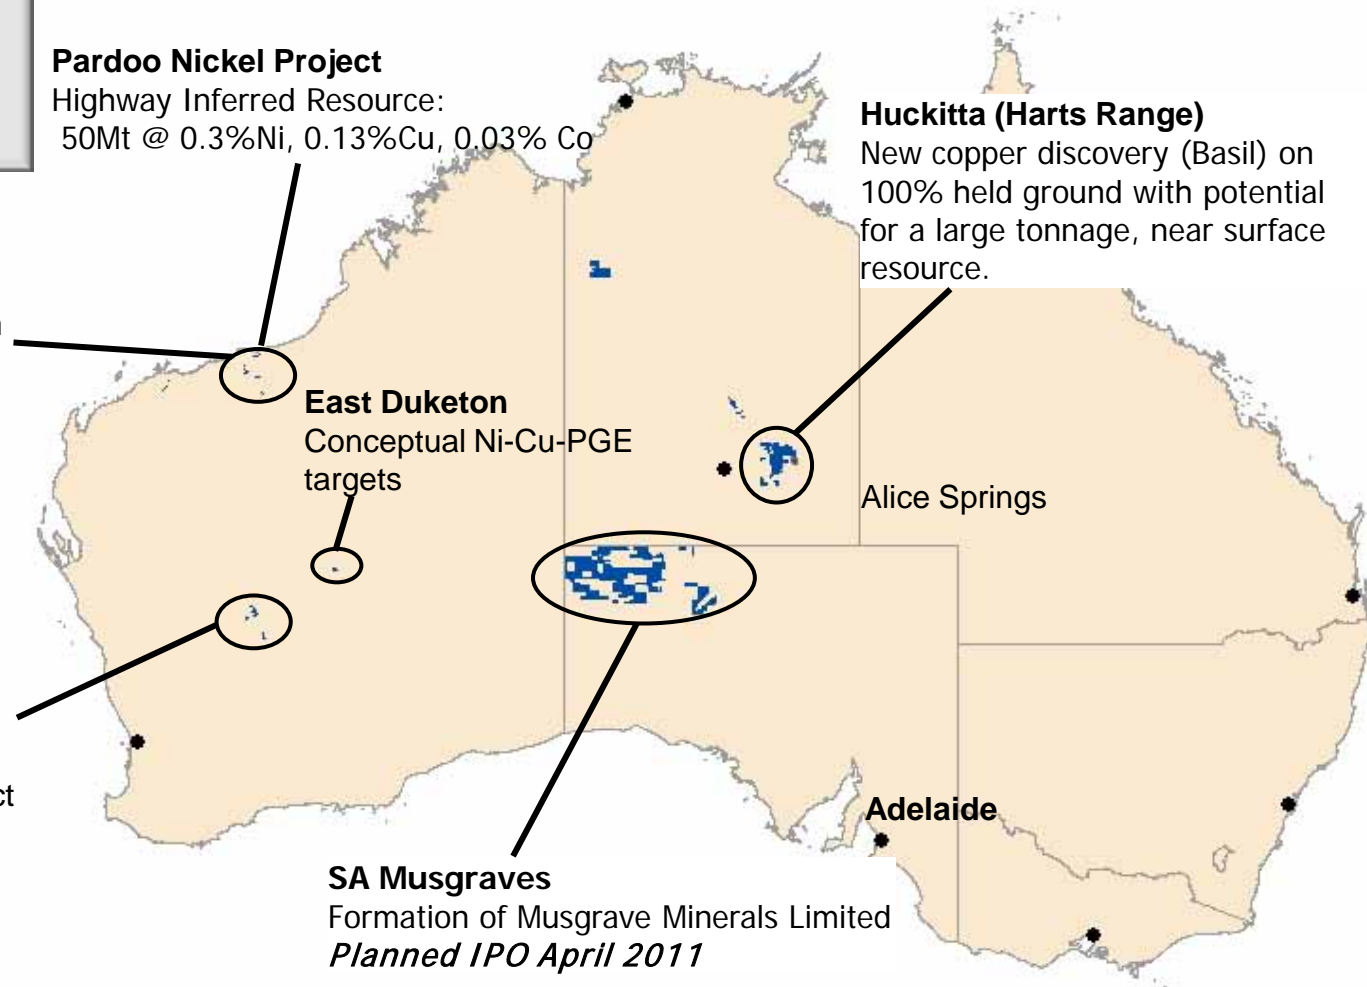 Pardoo Nickel Project
Highway Inferred Resource:
50Mt @ 0.3%Ni, 0.13%Cu, 0.03% Co
Huckitta (Harts Range)
New copper discovery (Basil) on
100% held ground with potential
for a large tonnage, near surface
resource.
East Duketon
Conceptual Ni-Cu-PGE
targets
Alice Springs
Adelaide
SA Musgraves
Formation of Musgrave Minerals Limited
Planned IPO April 2011